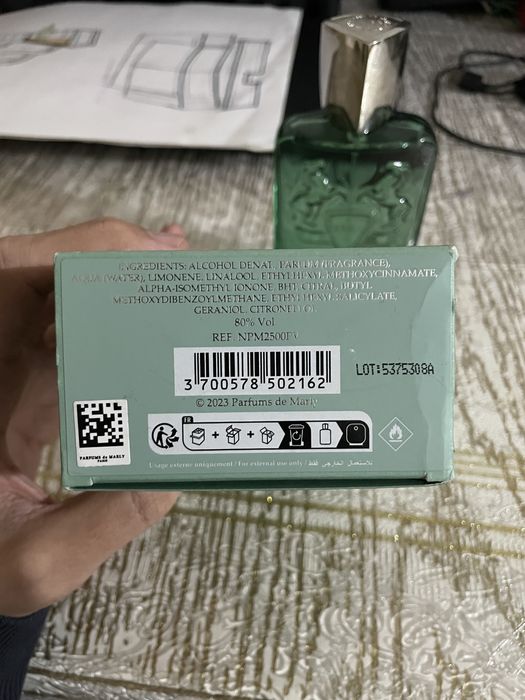 INGREDIENTS: ALCOHOL DENAT., PARFUM (FRAGRANCE),
AQUA (WATER), LIMONENE, LINALOOL, ETHYLHEXYL METHOXYCINNAMATE,
ALPHA-ISOMETHYL IONONE, BHT, CITRAL, BUTYL
METHOXYDIBENZOYLMETHANE, ETHYLHEXYL SALICYLATE,
GERANIOL, CITRONELLOL
80% Vol
REF. NPM2500PV
LOT:5375308A
3 700578 502162
© 2023 Parfums de Marly
FR
PARFUMS de MARLY
PARIS
Usage externe uniquement / For external use only / للاستعمال الخارجي فقط